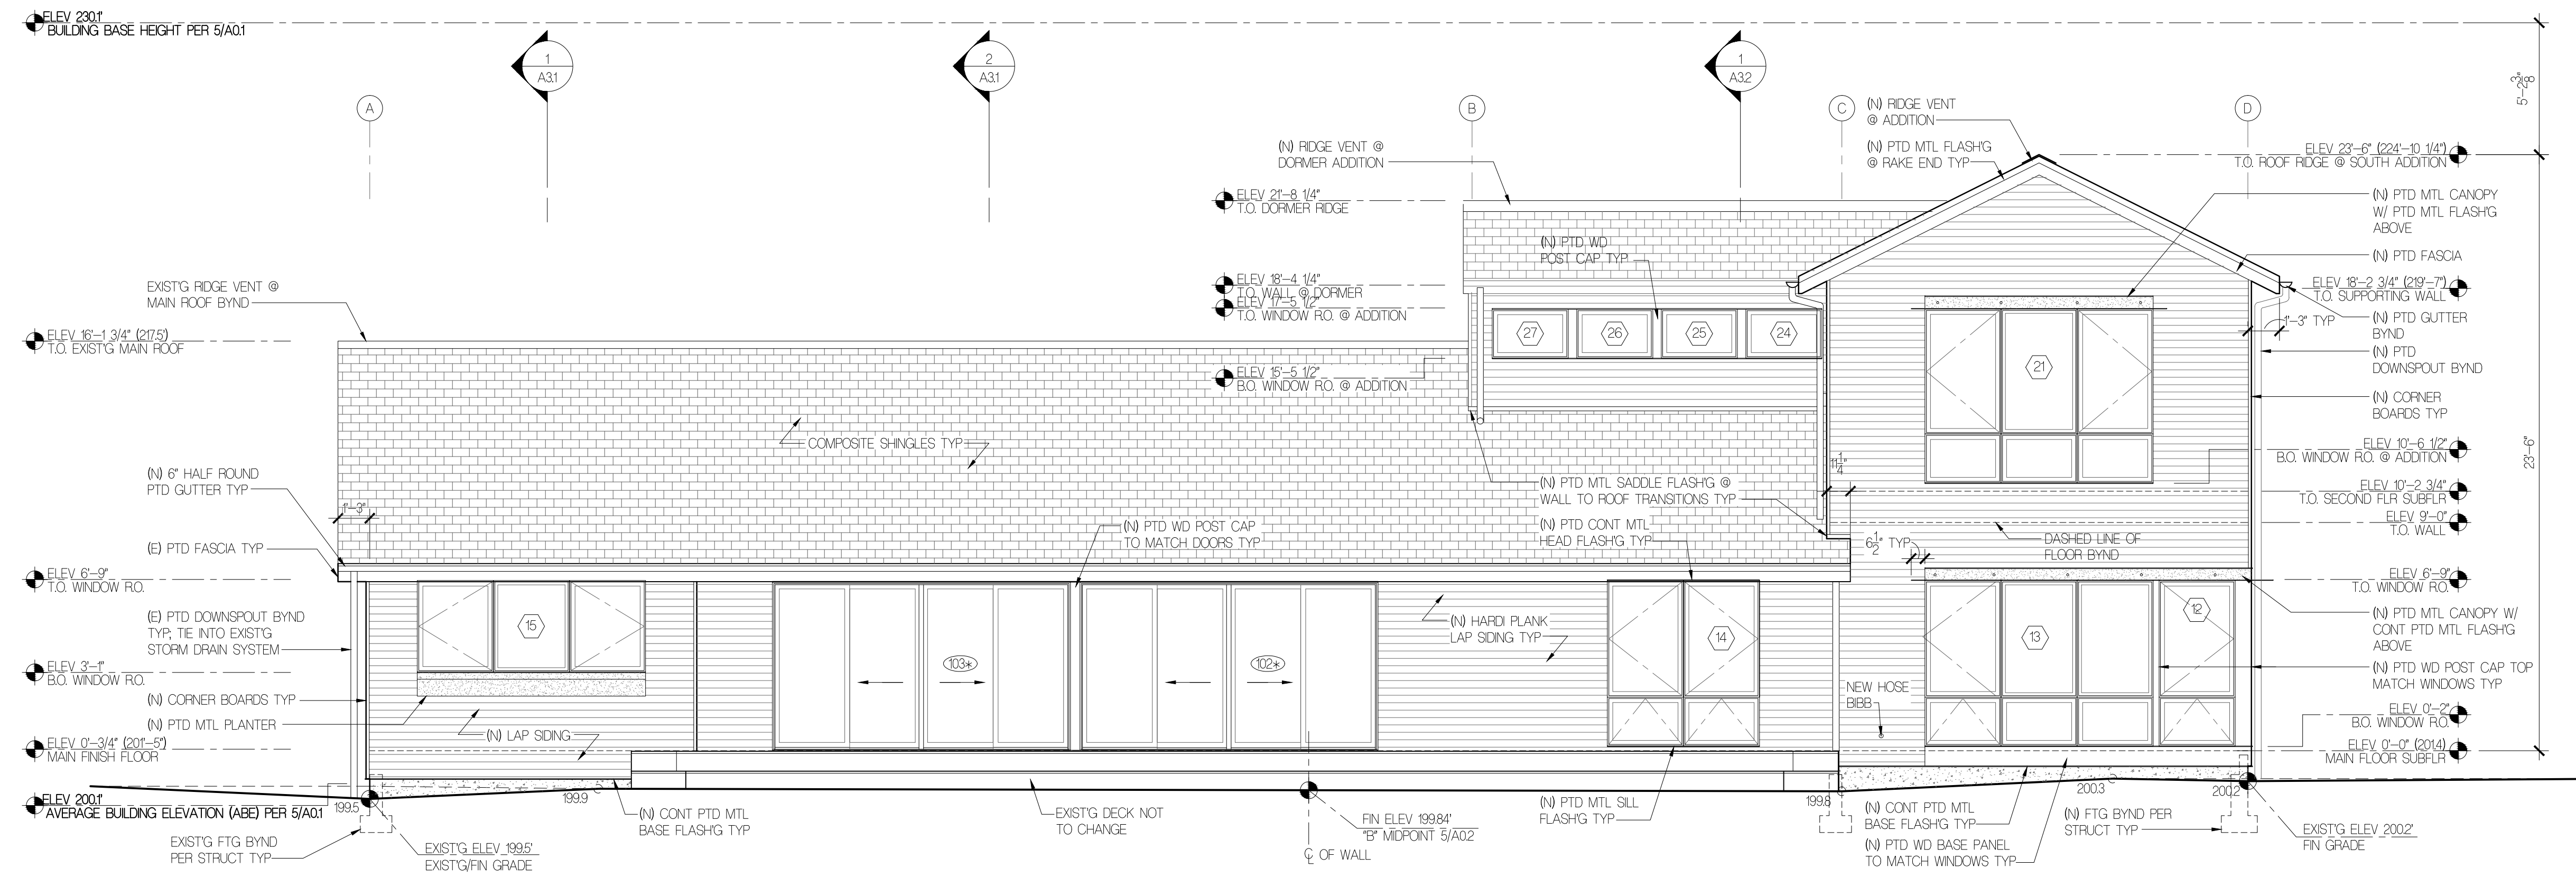 ELEV 230.1'
BUILDING BASE HEIGHT PER 5/A0.1
1
A3.1
2
A3.1
1
A3.2
A
B
C
D
5'-2 3/8"
(N) RIDGE VENT
@ ADDITION
(N) RIDGE VENT @
DORMER ADDITION
(N) PTD MTL FLASH'G
@ RAKE END TYP
ELEV 23'-6" (224'-10 1/4")
T.O. ROOF RIDGE @ SOUTH ADDITION
ELEV 21'-8 1/4"
T.O. DORMER RIDGE
(N) PTD MTL CANOPY
W/ PTD MTL FLASH'G
ABOVE
(N) PTD WD
POST CAP TYP
(N) PTD FASCIA
EXIST'G RIDGE VENT @
MAIN ROOF BYND
ELEV 18'-4 1/4"
T.O. WALL @ DORMER
ELEV 17'-5 1/2"
T.O. WINDOW R.O. @ ADDITION
ELEV 18'-2 3/4" (219'-7")
T.O. SUPPORTING WALL
1'-3" TYP
(N) PTD GUTTER
BYND
27
26
25
24
21
ELEV 16'-1 3/4" (217.5')
T.O. EXIST'G MAIN ROOF
(N) PTD
DOWNSPOUT BYND
ELEV 15'-5 1/2"
B.O. WINDOW R.O. @ ADDITION
(N) CORNER
BOARDS TYP
COMPOSITE SHINGLES TYP
ELEV 10'-6 1/2"
B.O. WINDOW R.O. @ ADDITION
23'-6"
(N) 6" HALF ROUND
PTD GUTTER TYP
1'-3"
11 1/4"
(N) PTD MTL SADDLE FLASH'G @
WALL TO ROOF TRANSITIONS TYP
ELEV 10'-2 3/4"
T.O. SECOND FLR SUBFLR
ELEV 9'-0"
T.O. WALL
(N) PTD WD POST CAP
TO MATCH DOORS TYP
(N) PTD CONT MTL
HEAD FLASH'G TYP
6 1/2" TYP
DASHED LINE OF
FLOOR BYND
(E) PTD FASCIA TYP
ELEV 6'-9"
T.O. WINDOW R.O.
ELEV 6'-9"
T.O. WINDOW R.O.
(E) PTD DOWNSPOUT BYND
TYP; TIE INTO EXIST'G
STORM DRAIN SYSTEM
15
(N) HARDI PLANK
LAP SIDING TYP
14
13
12
(N) PTD MTL CANOPY W/
CONT PTD MTL FLASH'G
ABOVE
103*
102*
ELEV 3'-1"
B.O. WINDOW R.O.
(N) PTD WD POST CAP TOP
MATCH WINDOWS TYP
(N) CORNER BOARDS TYP
NEW HOSE
BIBB
(N) PTD MTL PLANTER
ELEV 0'-2"
B.O. WINDOW R.O.
(N) LAP SIDING
ELEV 0'-3/4" (201'-5")
MAIN FINISH FLOOR
ELEV 0'-0" (201.4)
MAIN FLOOR SUBFLR
ELEV 200.1'
AVERAGE BUILDING ELEVATION (ABE) PER 5/A0.1
199.5
199.9
199.8
200.3
200.2
(N) CONT PTD MTL
BASE FLASH'G TYP
EXIST'G DECK NOT
TO CHANGE
FIN ELEV 199.84'
"B" MIDPOINT 5/A0.2
(N) PTD MTL SILL
FLASH'G TYP
(N) CONT PTD MTL
BASE FLASH'G TYP
(N) FTG BYND PER
STRUCT TYP
EXIST'G ELEV 200.2'
FIN GRADE
EXIST'G FTG BYND
PER STRUCT TYP
EXIST'G ELEV 199.5'
EXIST'G/FIN GRADE
℄ OF WALL
(N) PTD WD BASE PANEL
TO MATCH WINDOWS TYP